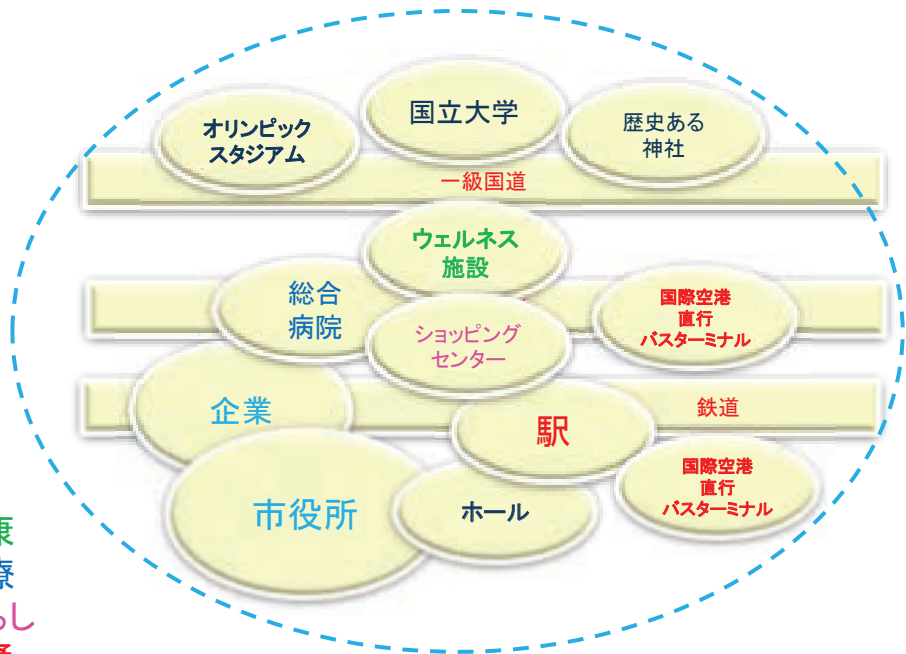 オリンピック
スタジアム
国立大学
歴史ある
神社
一級国道
ウェルネス
施設
総合
病院
国際空港
直行
バスターミナル
ショッピング
センター
企業
鉄道
駅
国際空港
直行
バスターミナル
市役所
ホール
康
療
し